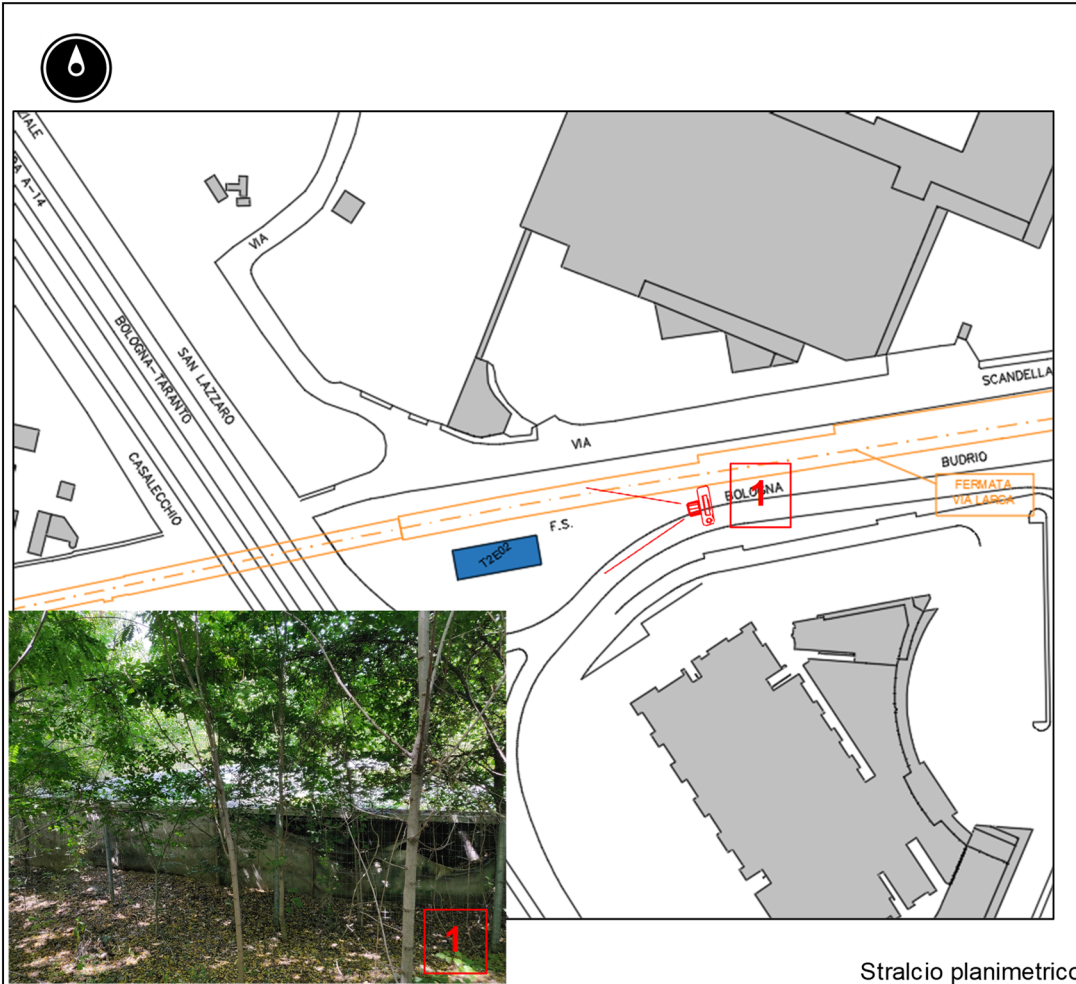 IALE
RA A-14
VIA
BOLOGNA-TARANTO
SAN LAZZARO
CASALECCHIO
SCANDELLA
VIA
BUDRIO
BOLOGNA
1
FERMATA
VIA LARGA
F.S.
T2E02
1
Stralcio planimetrico